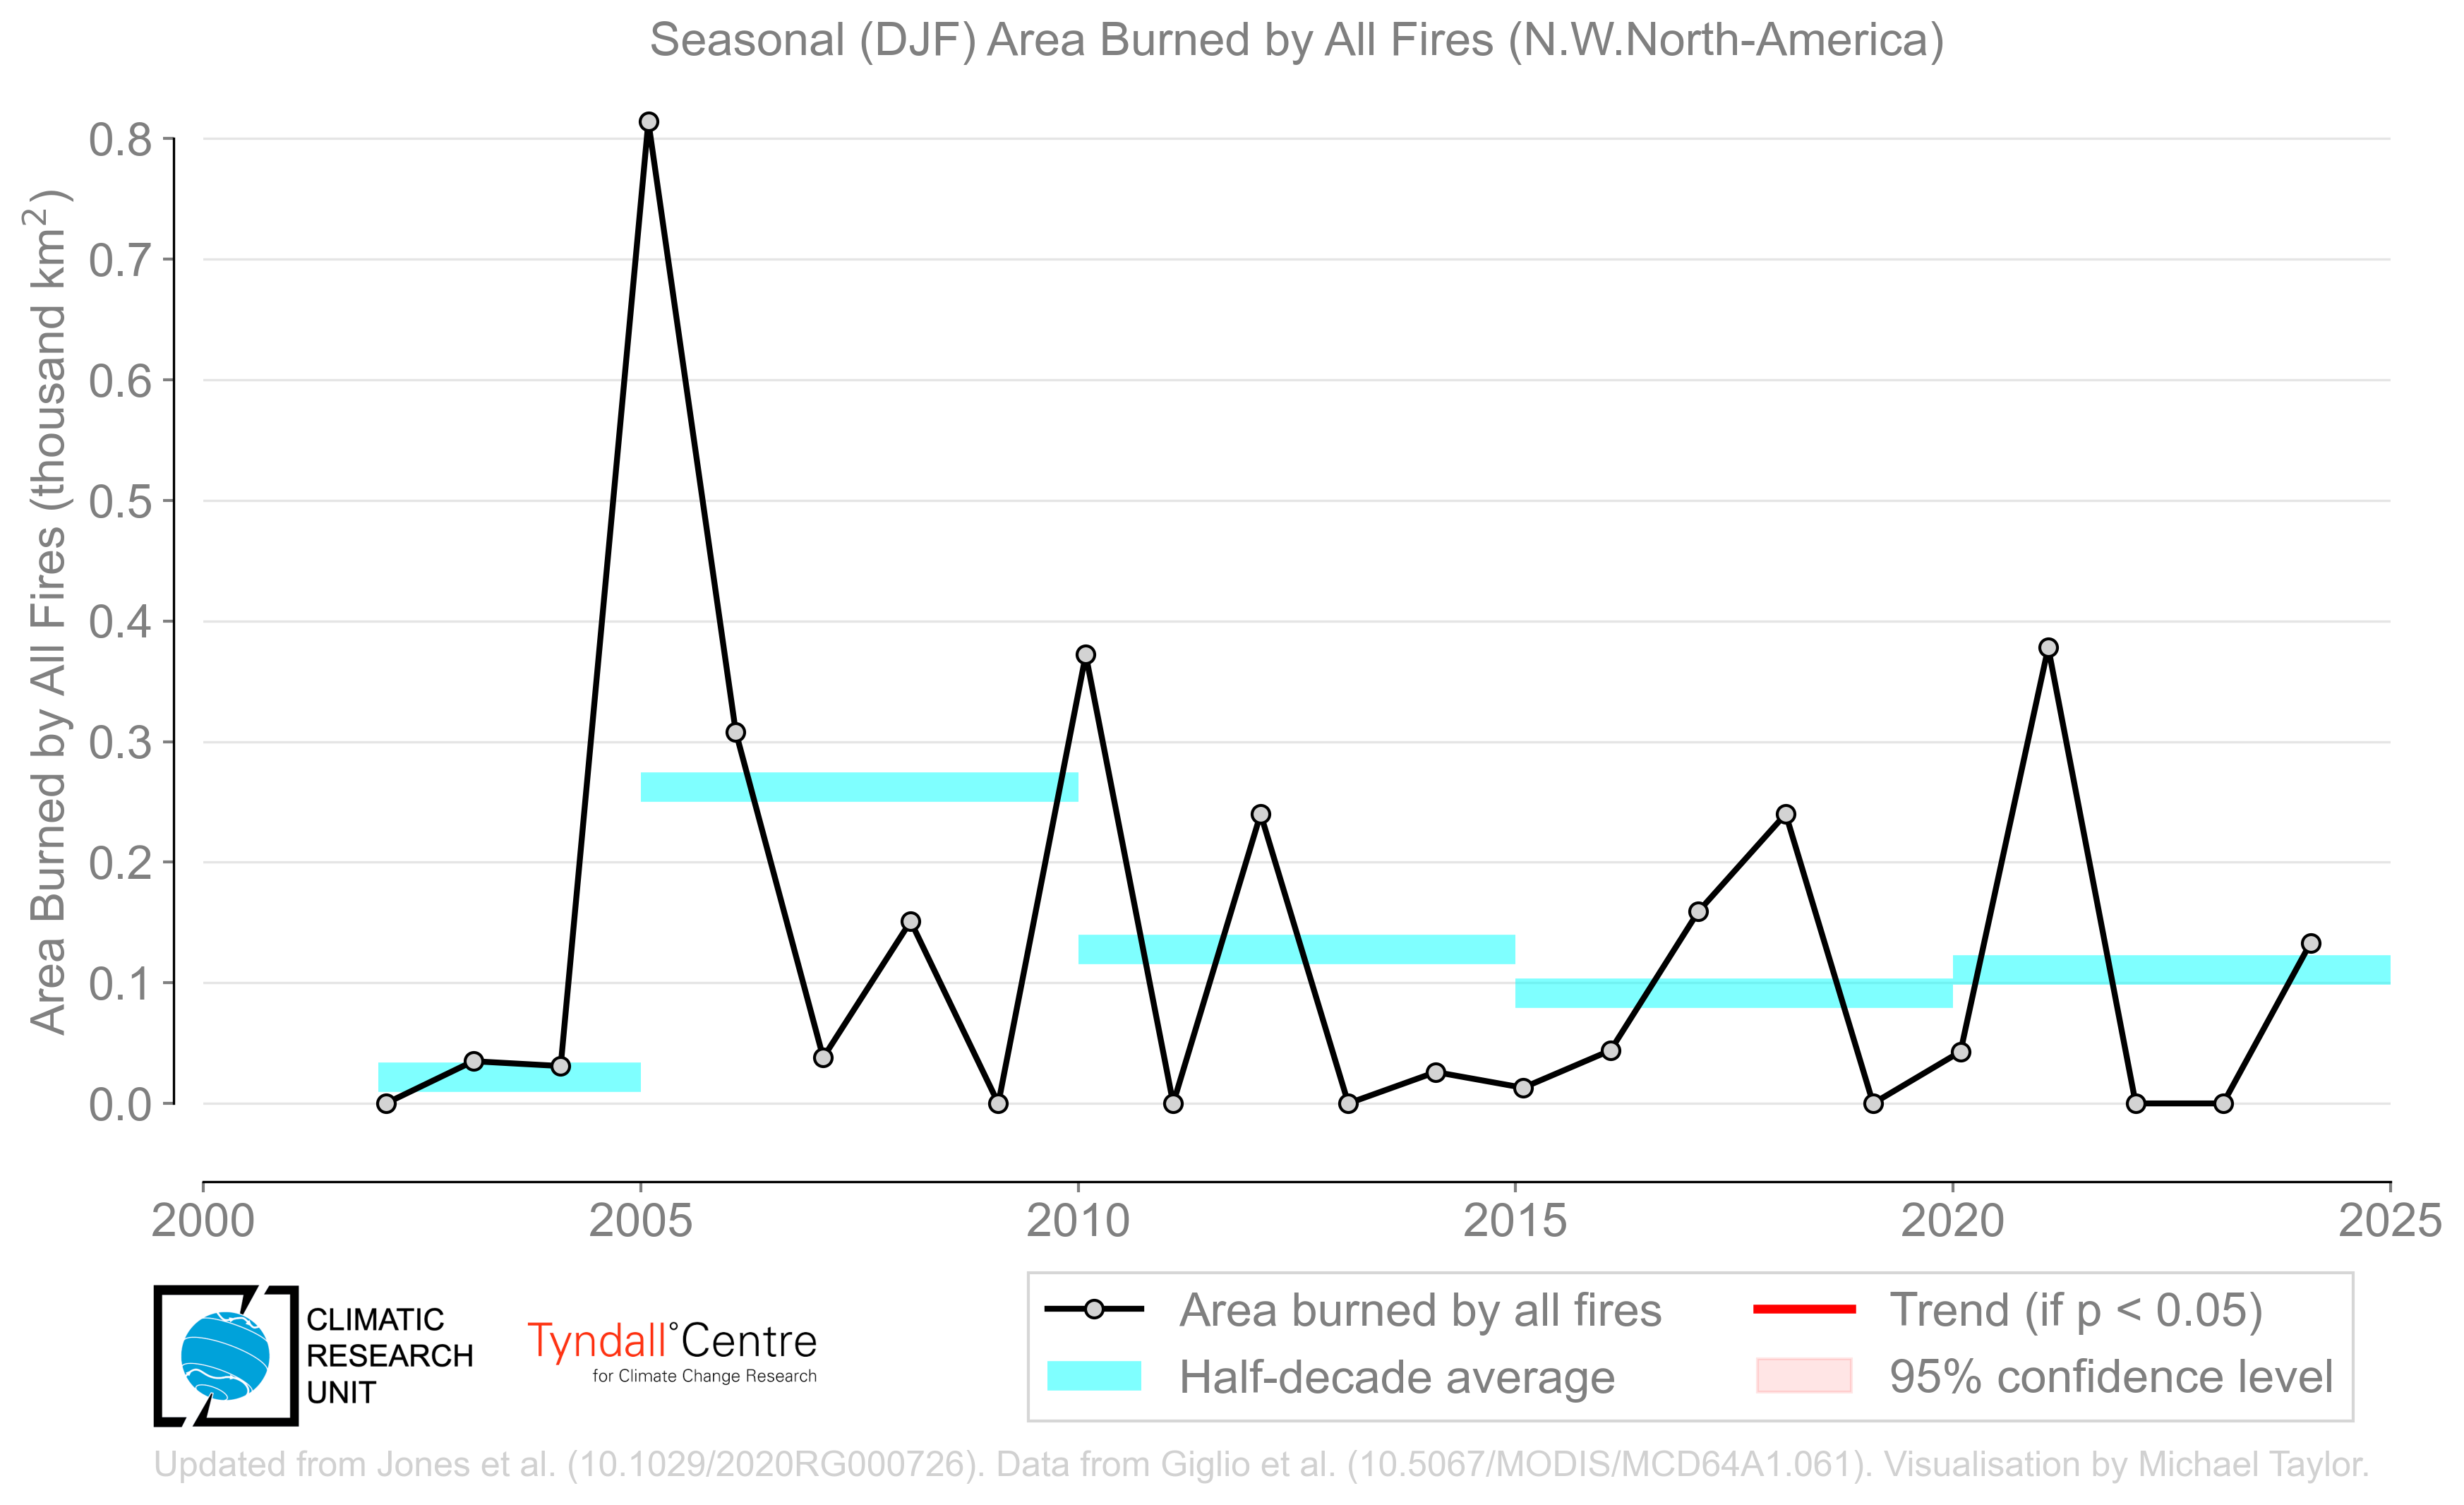 Seasonal (DJF) Area Burned by All Fires (N.W.North-America)
Area Burned by All Fires (thousand km²)
0.8
0.7
0.6
0.5
0.4
0.3
0.2
0.1
0.0
2000 2005 2010 2015 2020 2025
CLIMATIC
RESEARCH
UNIT
Tyndall°Centre
for Climate Change Research
Area burned by all fires
Half-decade average
Trend (if p < 0.05)
95% confidence level
Updated from Jones et al. (10.1029/2020RG000726). Data from Giglio et al. (10.5067/MODIS/MCD64A1.061). Visualisation by Michael Taylor.